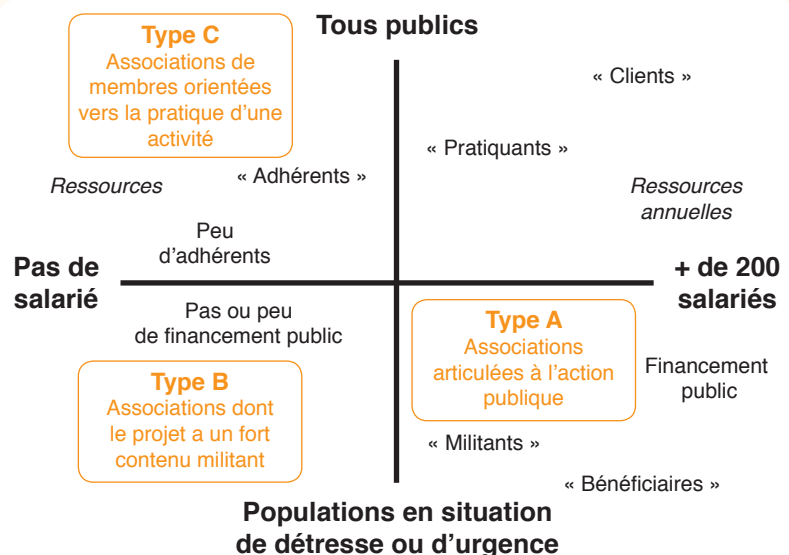 Type C
Associations de
membres orientées
vers la pratique d'une
activité
Tous publics
« Clients »
« Pratiquants »
« Adhérents »
Ressources
Ressources
annuelles
Peu
d'adhérents
Pas de
salarié
+ de 200
salariés
Pas ou peu
de financement public
Type A
Associations
articulées à l'action
publique
Financement
public
Type B
Associations dont
le projet a un fort
contenu militant
« Militants »
« Bénéficiaires »
Populations en situation
de détresse ou d'urgence